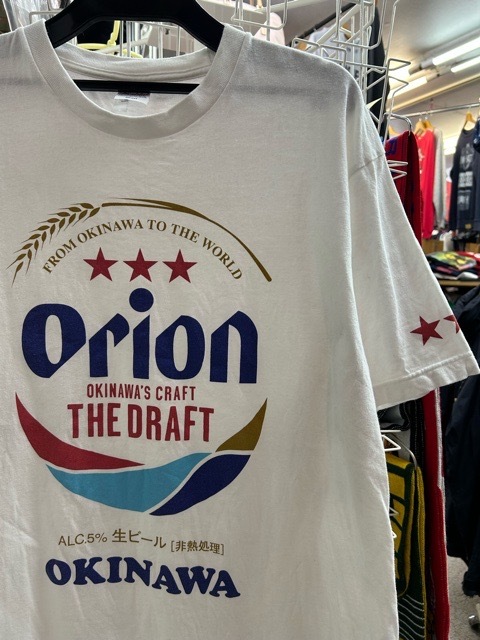 FROM OKINAWA TO THE WORLD
Orion
OKINAWA'S CRAFT
THE DRAFT
ALC.5% 生ビール [非熱処理]
OKINAWA